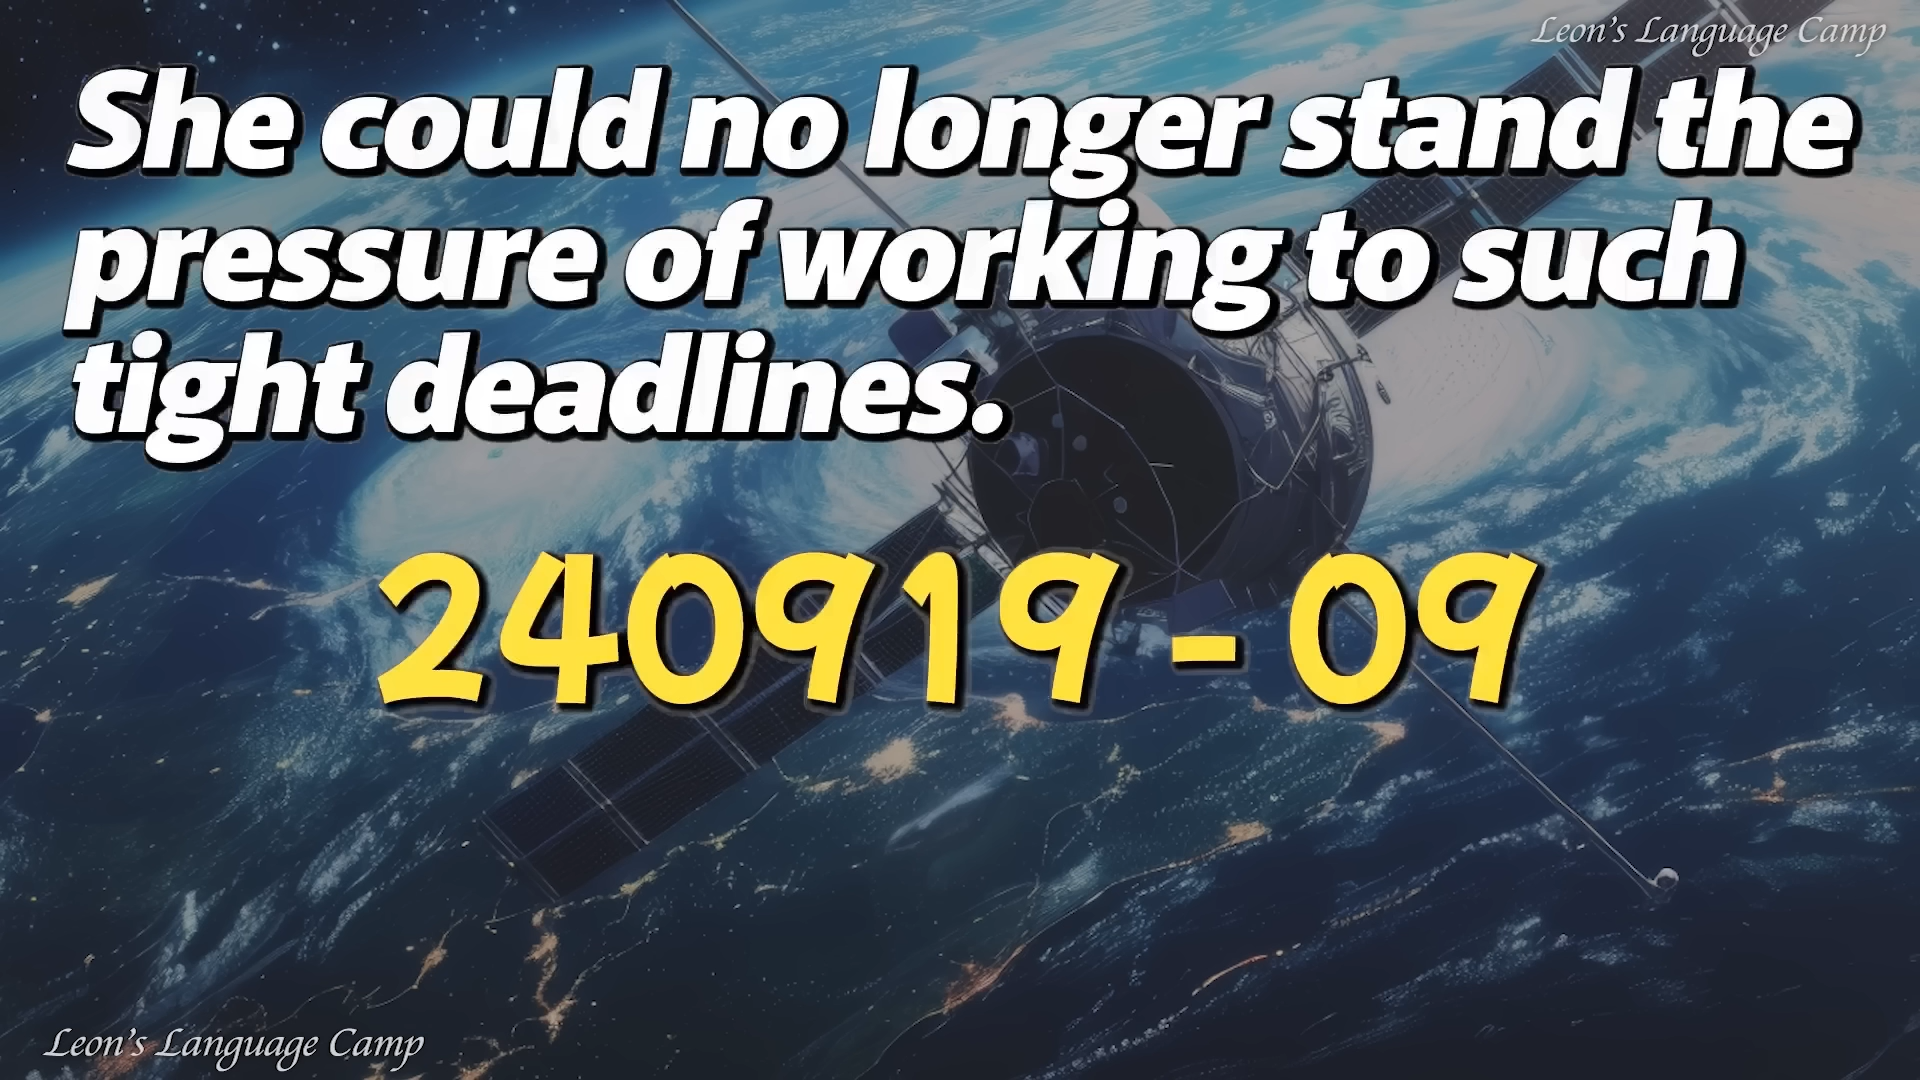 Leon's Language Camp
She could no longer stand the
pressure of working to such
tight deadlines.
240919 - 09
Leon's Language Camp